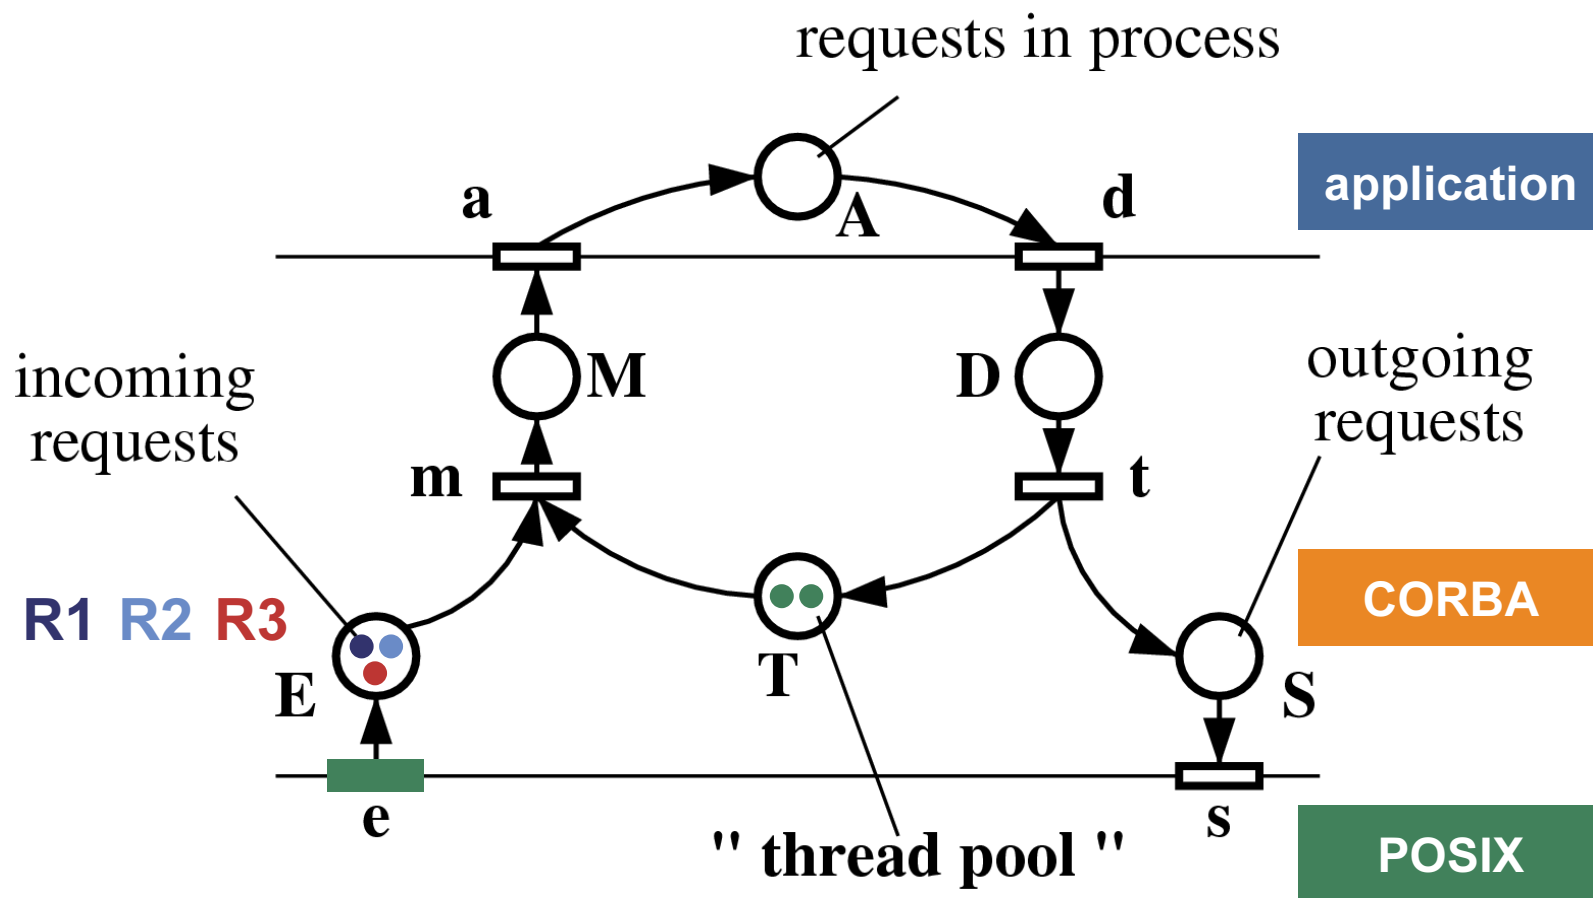 requests in process
a
A
d
application
incoming
requests
M
D
outgoing
requests
m
t
R1 R2 R3
CORBA
E
T
S
e
s
" thread pool "
POSIX